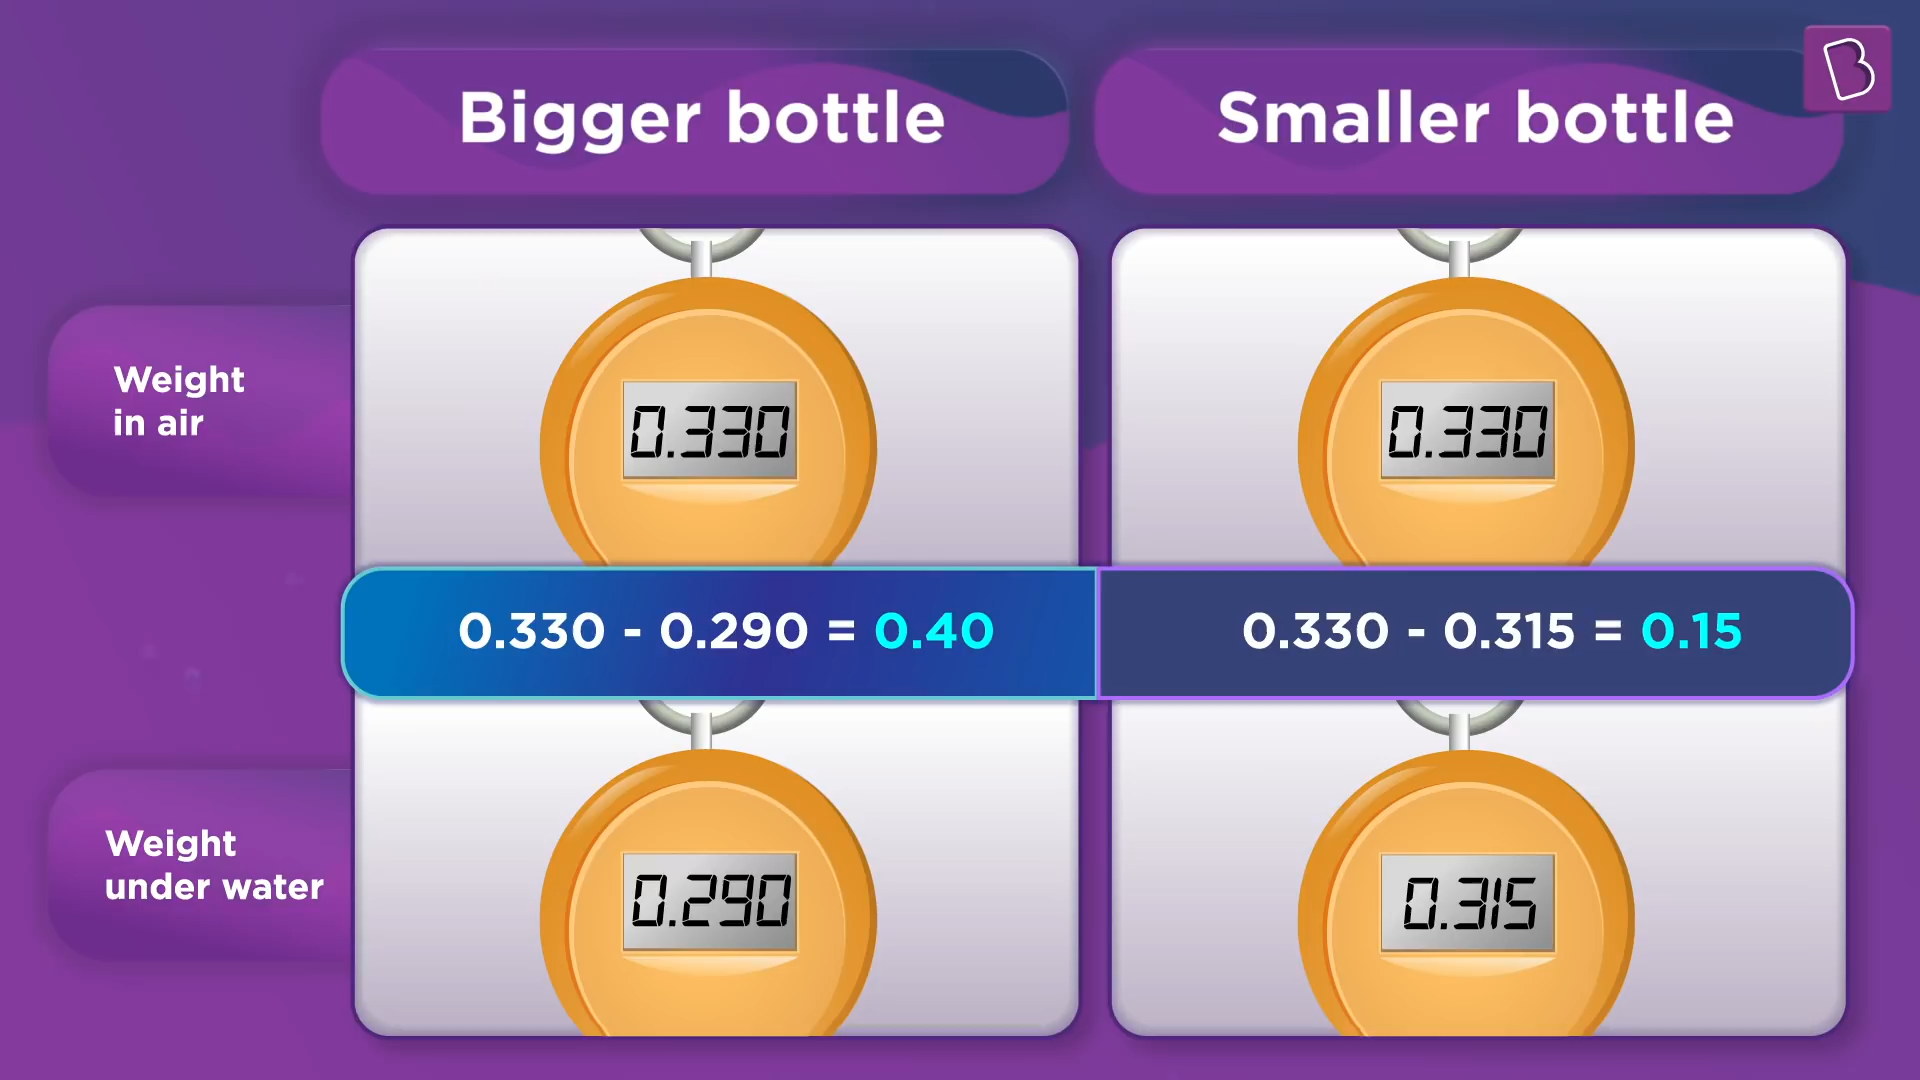 B
Bigger bottle
Smaller bottle
Weight
in air
0.330
0.330
0.330 - 0.290 = 0.40
0.330 - 0.315 = 0.15
Weight
under water
0.290
0.315